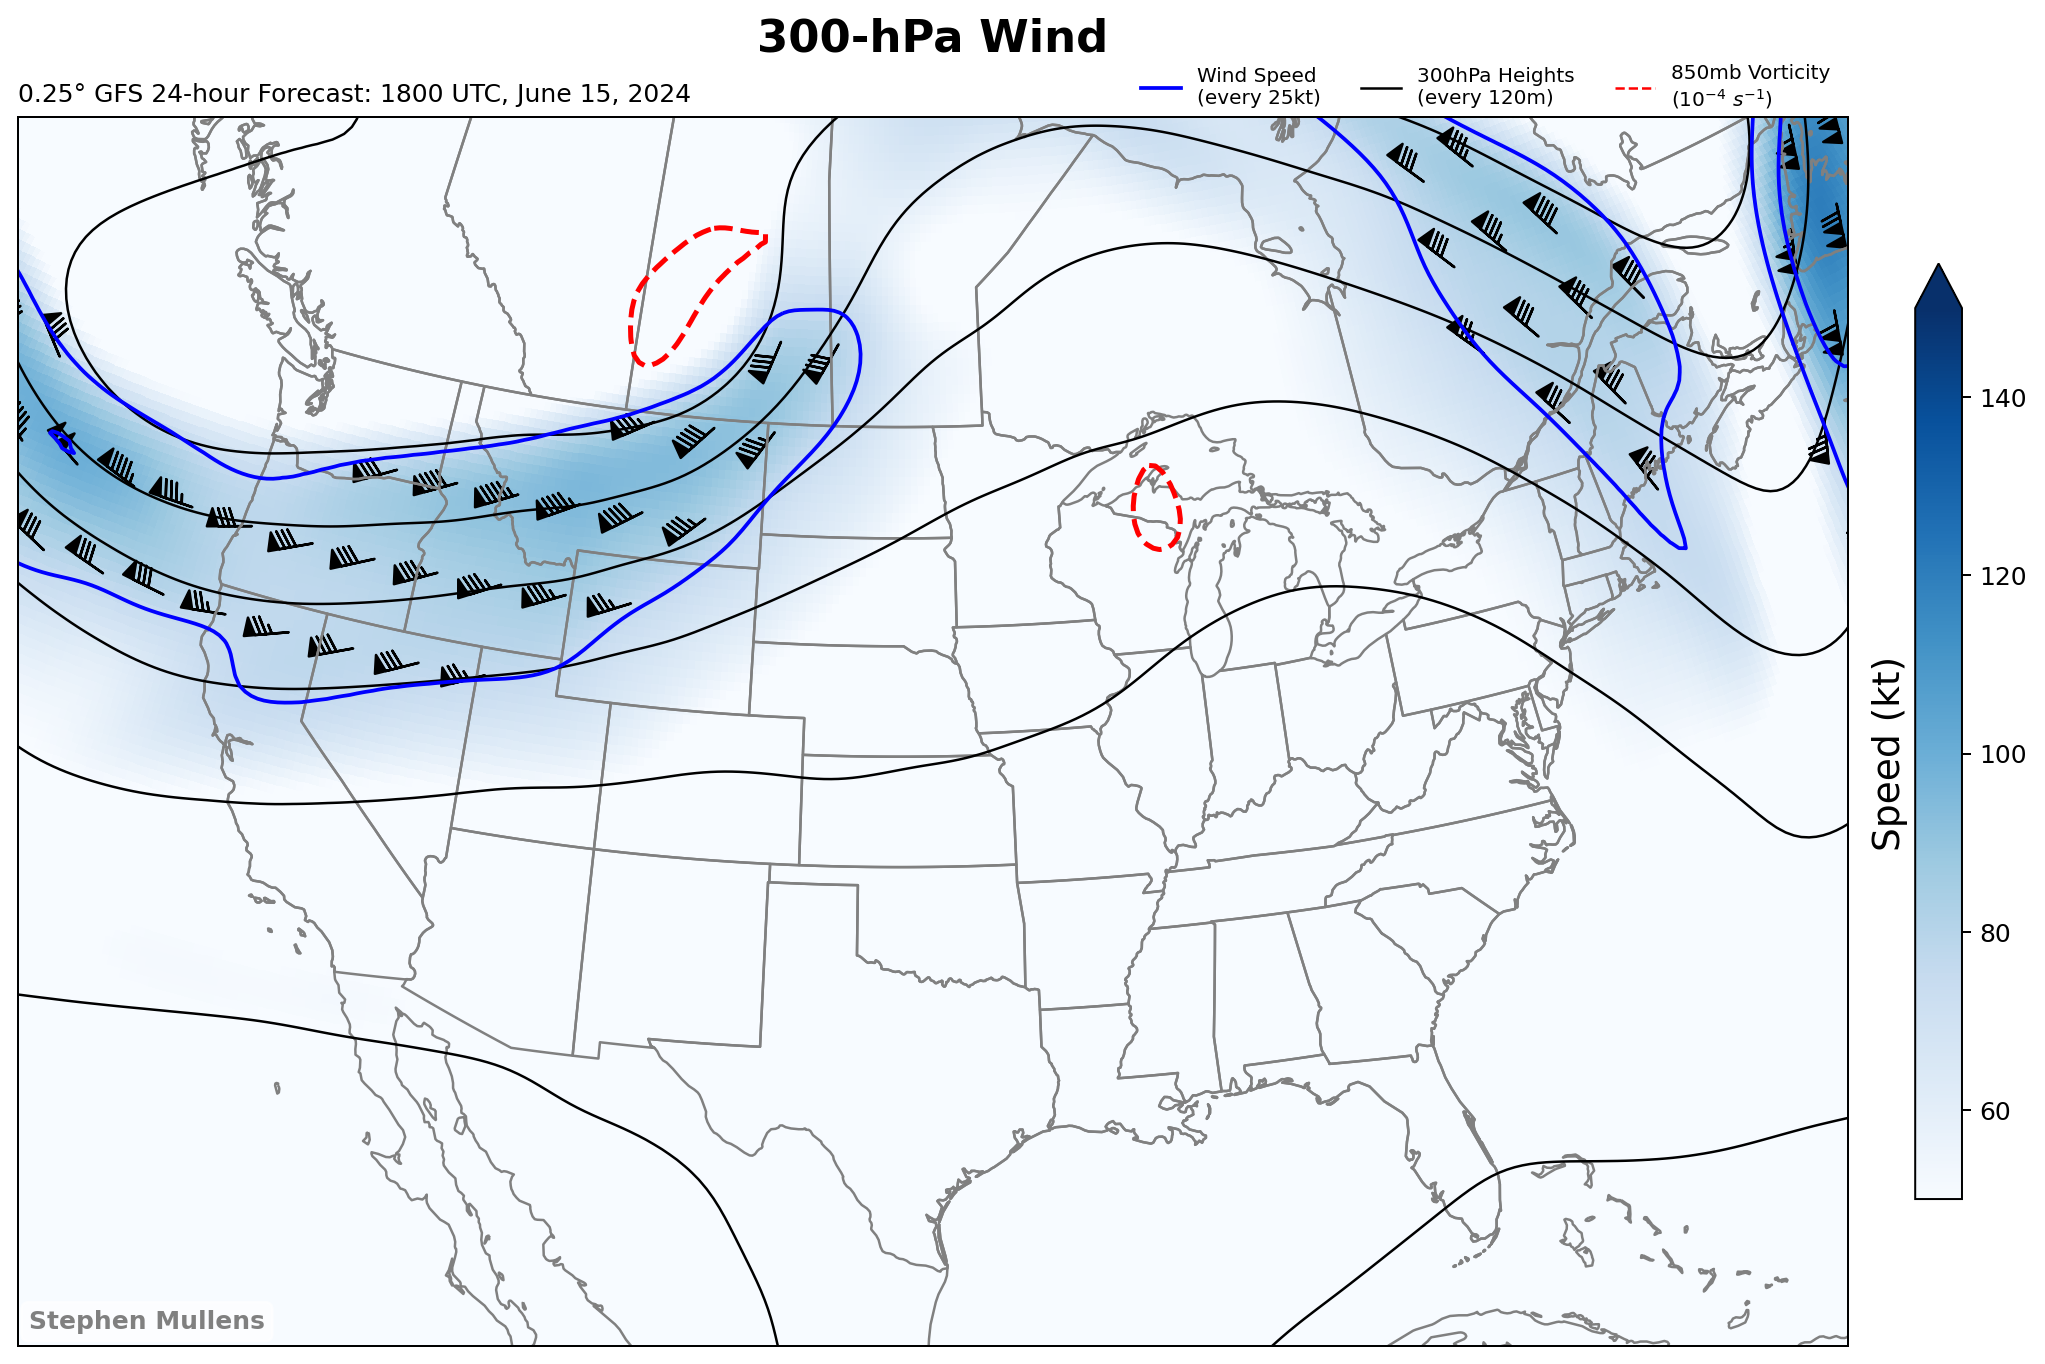 300-hPa Wind
0.25° GFS 24-hour Forecast: 1800 UTC, June 15, 2024
Wind Speed
(every 25kt)
300hPa Heights
(every 120m)
850mb Vorticity
(10⁻⁴ s⁻¹)
140
120
100
80
60
Speed (kt)
Stephen Mullens